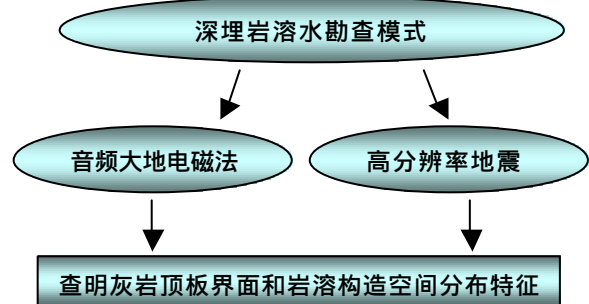 深埋岩溶水勘查模式
音频大地电磁法
高分辨率地震
查明灰岩顶板界面和岩溶构造空间分布特征